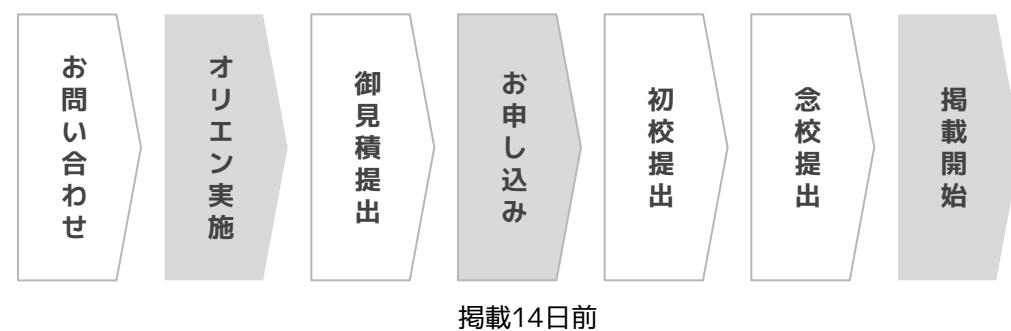 お問い合わせ
オリエン実施
御見積提出
お申し込み
初校提出
念校提出
掲載開始
掲載14日前